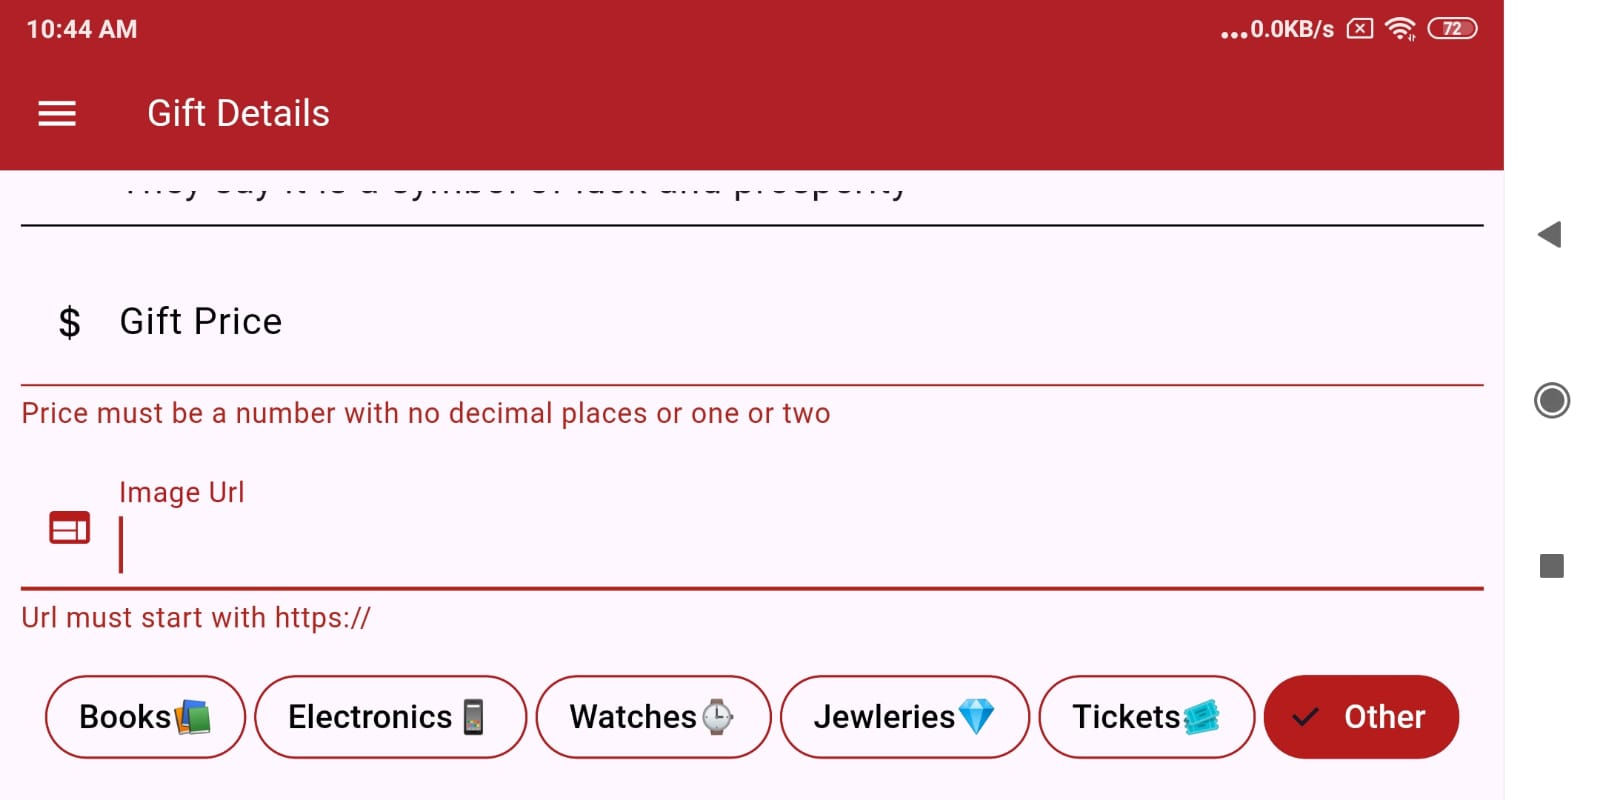 10:44 AM
...0.0KB/s
72
Gift Details
$ Gift Price
Price must be a number with no decimal places or one or two
Image Url
Url must start with https://
Books
Electronics
Watches
Jewleries
Tickets
Other